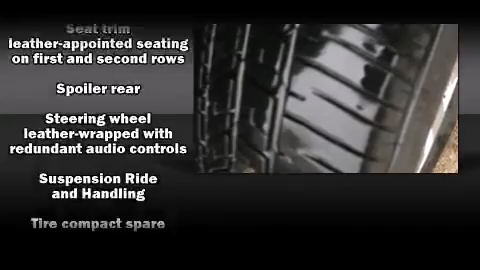 Seat trim
leather-appointed seating
on first and second rows
Spoiler rear
Steering wheel
leather-wrapped with
redundant audio controls
Suspension Ride
and Handling
Tire compact spare